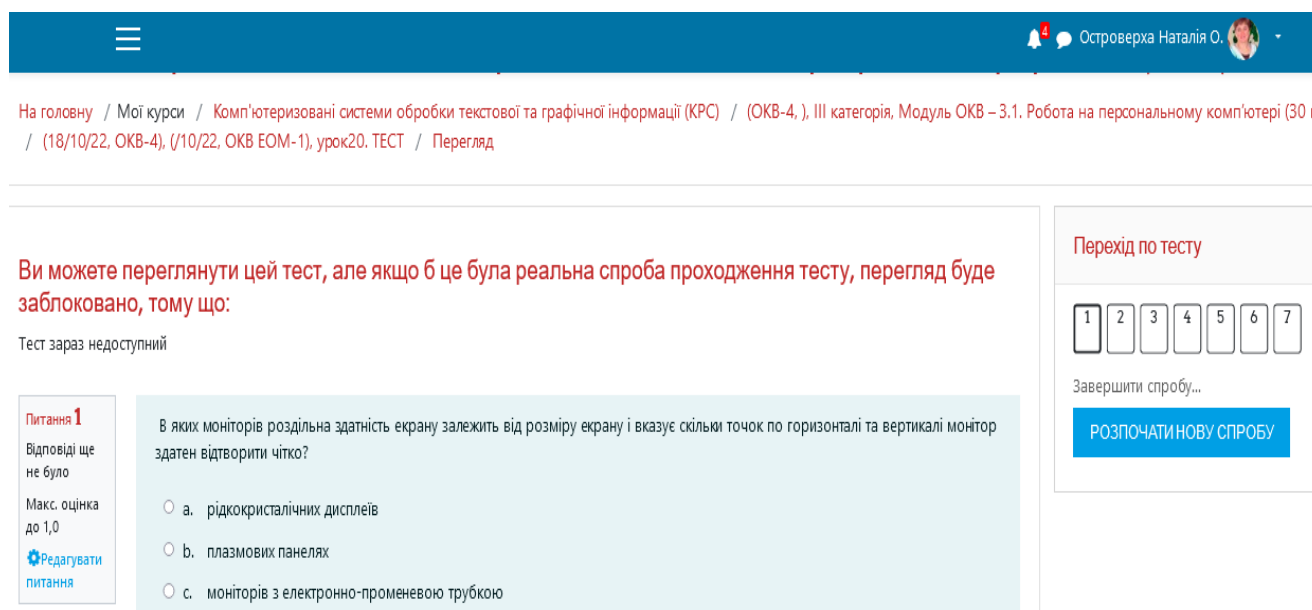 4
Островерха Наталія О.
На головну / Мої курси / Комп'ютеризовані системи обробки текстової та графічної інформації (КРС) / (ОКВ-4, ), ІІІ категорія, Модуль ОКВ – 3.1. Робота на персональному комп'ютері (30
/ (18/10/22, ОКВ-4), (/10/22, ОКВ ЕОМ-1), урок20. ТЕСТ / Перегляд
Ви можете переглянути цей тест, але якщо б це була реальна спроба проходження тесту, перегляд буде
заблоковано, тому що:
Тест зараз недоступний
Питання 1
Відповіді ще
не було
Макс. оцінка
до 1,0
Редагувати
питання
В яких моніторів роздільна здатність екрану залежить від розміру екрану і вказує скільки точок по горизонталі та вертикалі монітор
здатен відтворити чітко?
a. рідкокристалічних дисплеїв
b. плазмових панелях
c. моніторів з електронно-променевою трубкою
Перехід по тесту
1 2 3 4 5 6 7
Завершити спробу...
РОЗПОЧАТИ НОВУ СПРОБУ